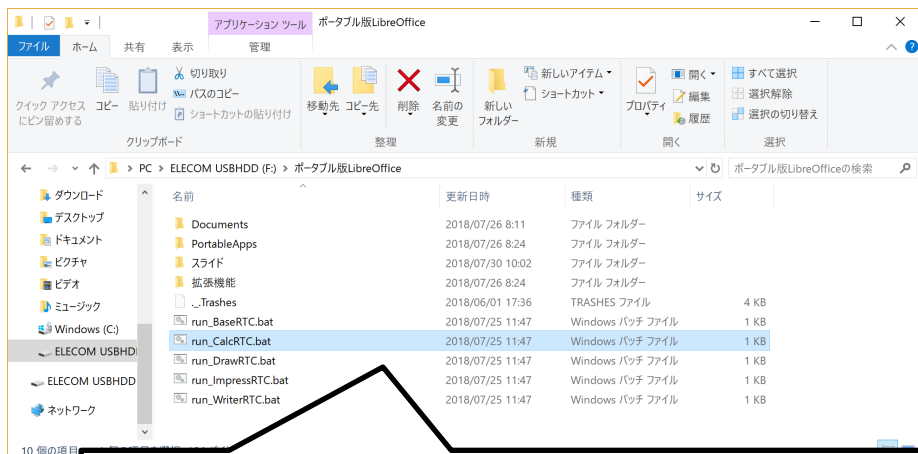 アプリケーション ツール ポータブル版LibreOffice
ファイル ホーム 共有 表示 管理
クイック アクセスにピン留めする
コピー
貼り付け
切り取り
パスのコピー
ショートカットの貼り付け
クリップボード
移動先 コピー先 削除 名前の変更
整理
新しいフォルダー
新しいアイテム
ショートカット
新規
プロパティ
開く
編集
履歴
開く
すべて選択
選択解除
選択の切り替え
選択
PC > ELECOM USBHDD (F:) > ポータブル版LibreOffice ポータブル版LibreOfficeの検索
ダウンロード
デスクトップ
ドキュメント
ピクチャ
ビデオ
ミュージック
Windows (C:)
ELECOM USBHDD
ELECOM USBHDD
ネットワーク
名前 更新日時 種類 サイズ
Documents 2018/07/26 8:11 ファイル フォルダー
PortableApps 2018/07/26 8:24 ファイル フォルダー
スライド 2018/07/30 10:02 ファイル フォルダー
拡張機能 2018/07/26 8:24 ファイル フォルダー
._.Trashes 2018/06/01 17:36 TRASHES ファイル 4 KB
run_BaseRTC.bat 2018/07/25 11:47 Windows バッチ ファイル 1 KB
run_CalcRTC.bat 2018/07/25 11:47 Windows バッチ ファイル 1 KB
run_DrawRTC.bat 2018/07/25 11:47 Windows バッチ ファイル 1 KB
run_ImpressRTC.bat 2018/07/25 11:47 Windows バッチ ファイル 1 KB
run_WriterRTC.bat 2018/07/25 11:47 Windows バッチ ファイル 1 KB
10 個の項目